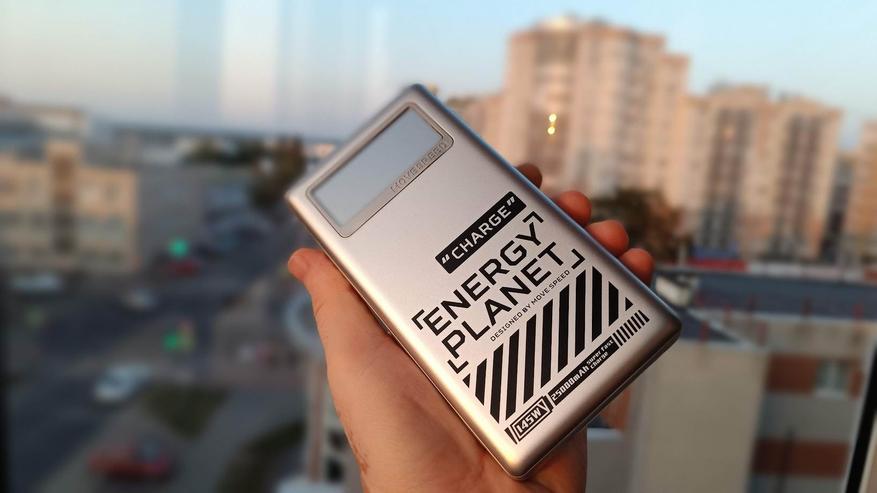 MOVESPEED
"CHARGE"
ENERGY
PLANET
DESIGNED BY MOVE SPEED
145W
25000mAh
super fast
charge